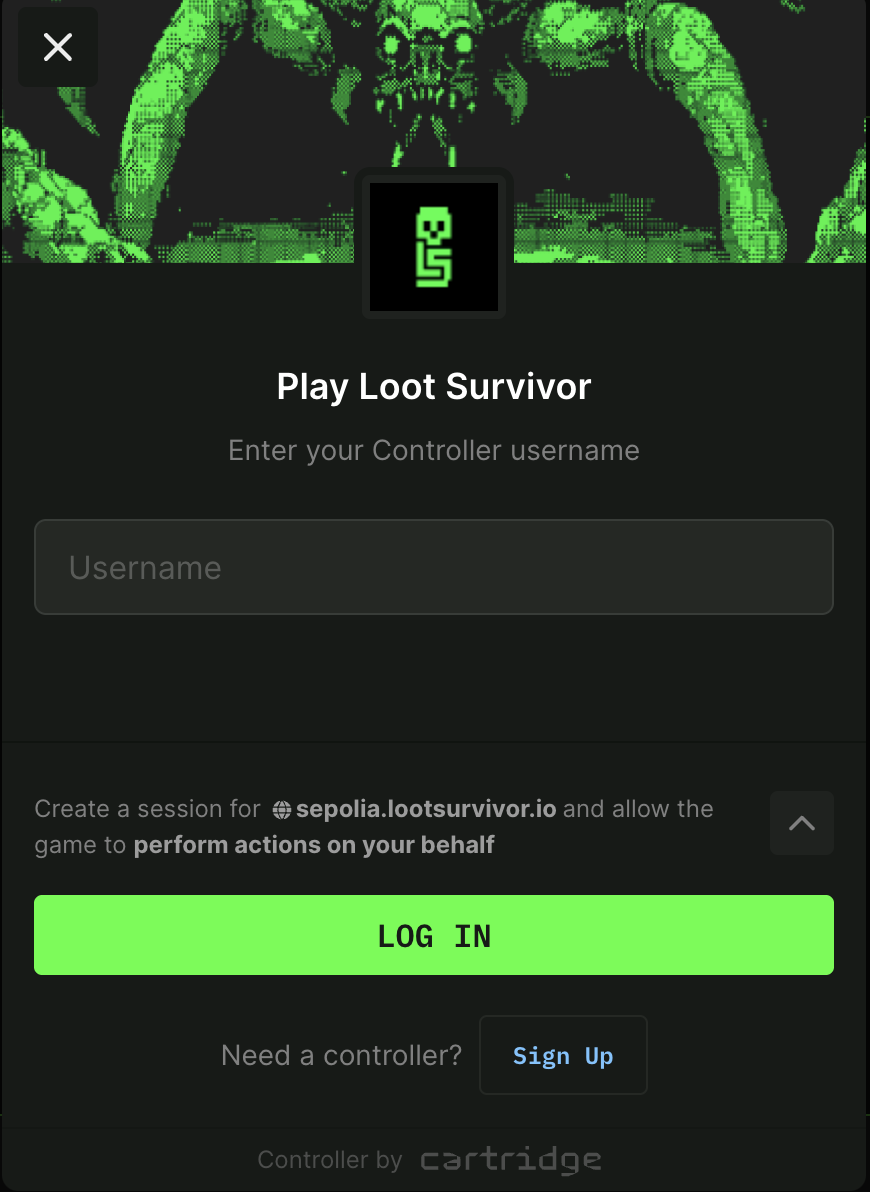 LS
Play Loot Survivor
Enter your Controller username
Username
Create a session for sepolia.lootsurvivor.io and allow the
game to perform actions on your behalf
LOG IN
Need a controller? Sign Up
Controller by cartridge